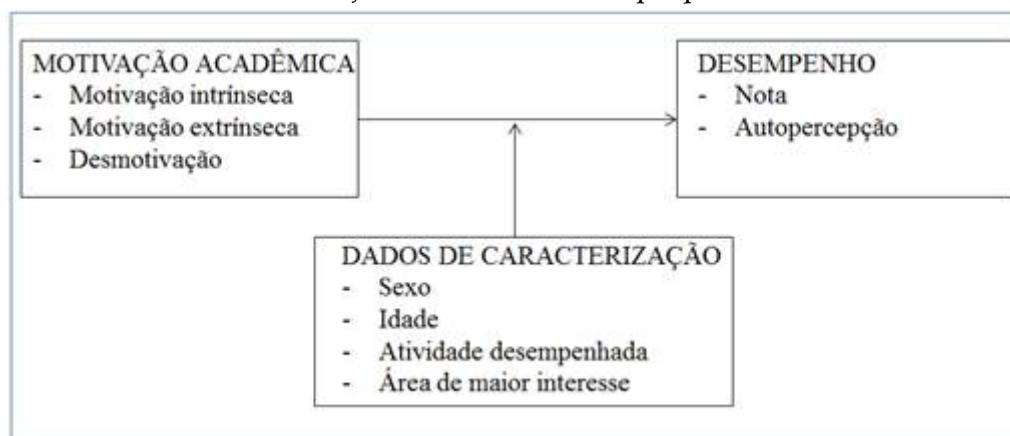 MOTIVAÇÃO ACADÊMICA
- Motivação intrínseca
- Motivação extrínseca
- Desmotivação
DESEMPENHO
- Nota
- Autopercepção
DADOS DE CARACTERIZAÇÃO
- Sexo
- Idade
- Atividade desempenhada
- Área de maior interesse